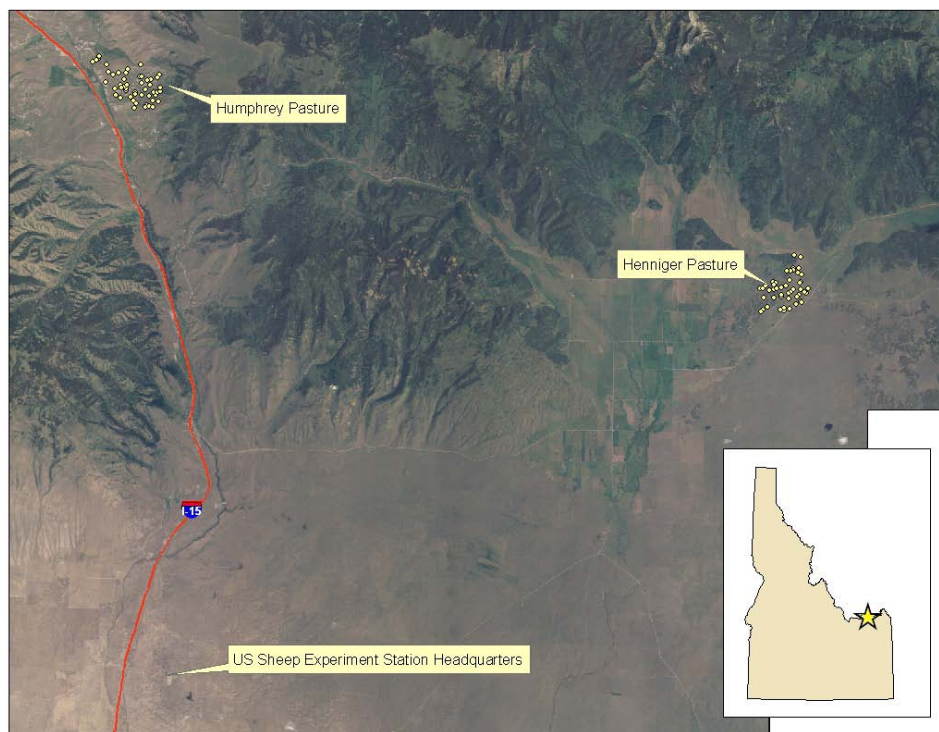 Humphrey Pasture
Henniger Pasture
I-15
US Sheep Experiment Station Headquarters